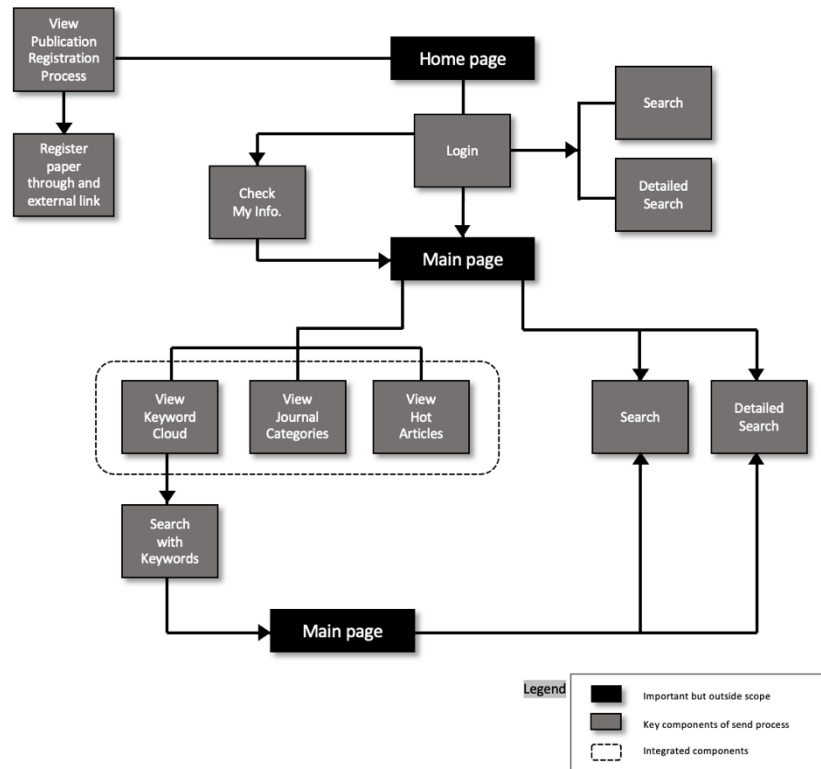 View
Publication
Registration
Process
Home page
Search
Login
Register
paper
through and
external link
Check
My Info.
Detailed
Search
Main page
View
Keyword
Cloud
View
Journal
Categories
View
Hot
Articles
Search
Detailed
Search
Search
with
Keywords
Main page
Legend
Important but outside scope
Key components of send process
Integrated components